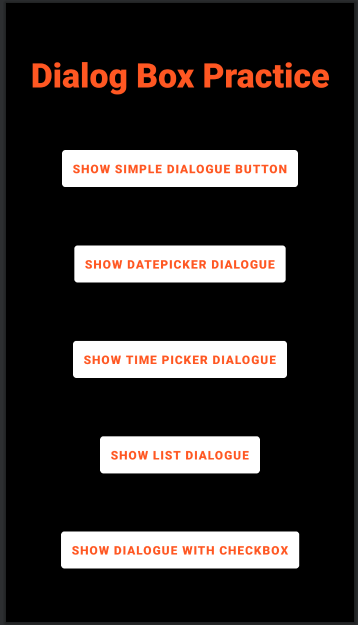 Dialog Box Practice
SHOW SIMPLE DIALOGUE BUTTON
SHOW DATEPICKER DIALOGUE
SHOW TIME PICKER DIALOGUE
SHOW LIST DIALOGUE
SHOW DIALOGUE WITH CHECKBOX